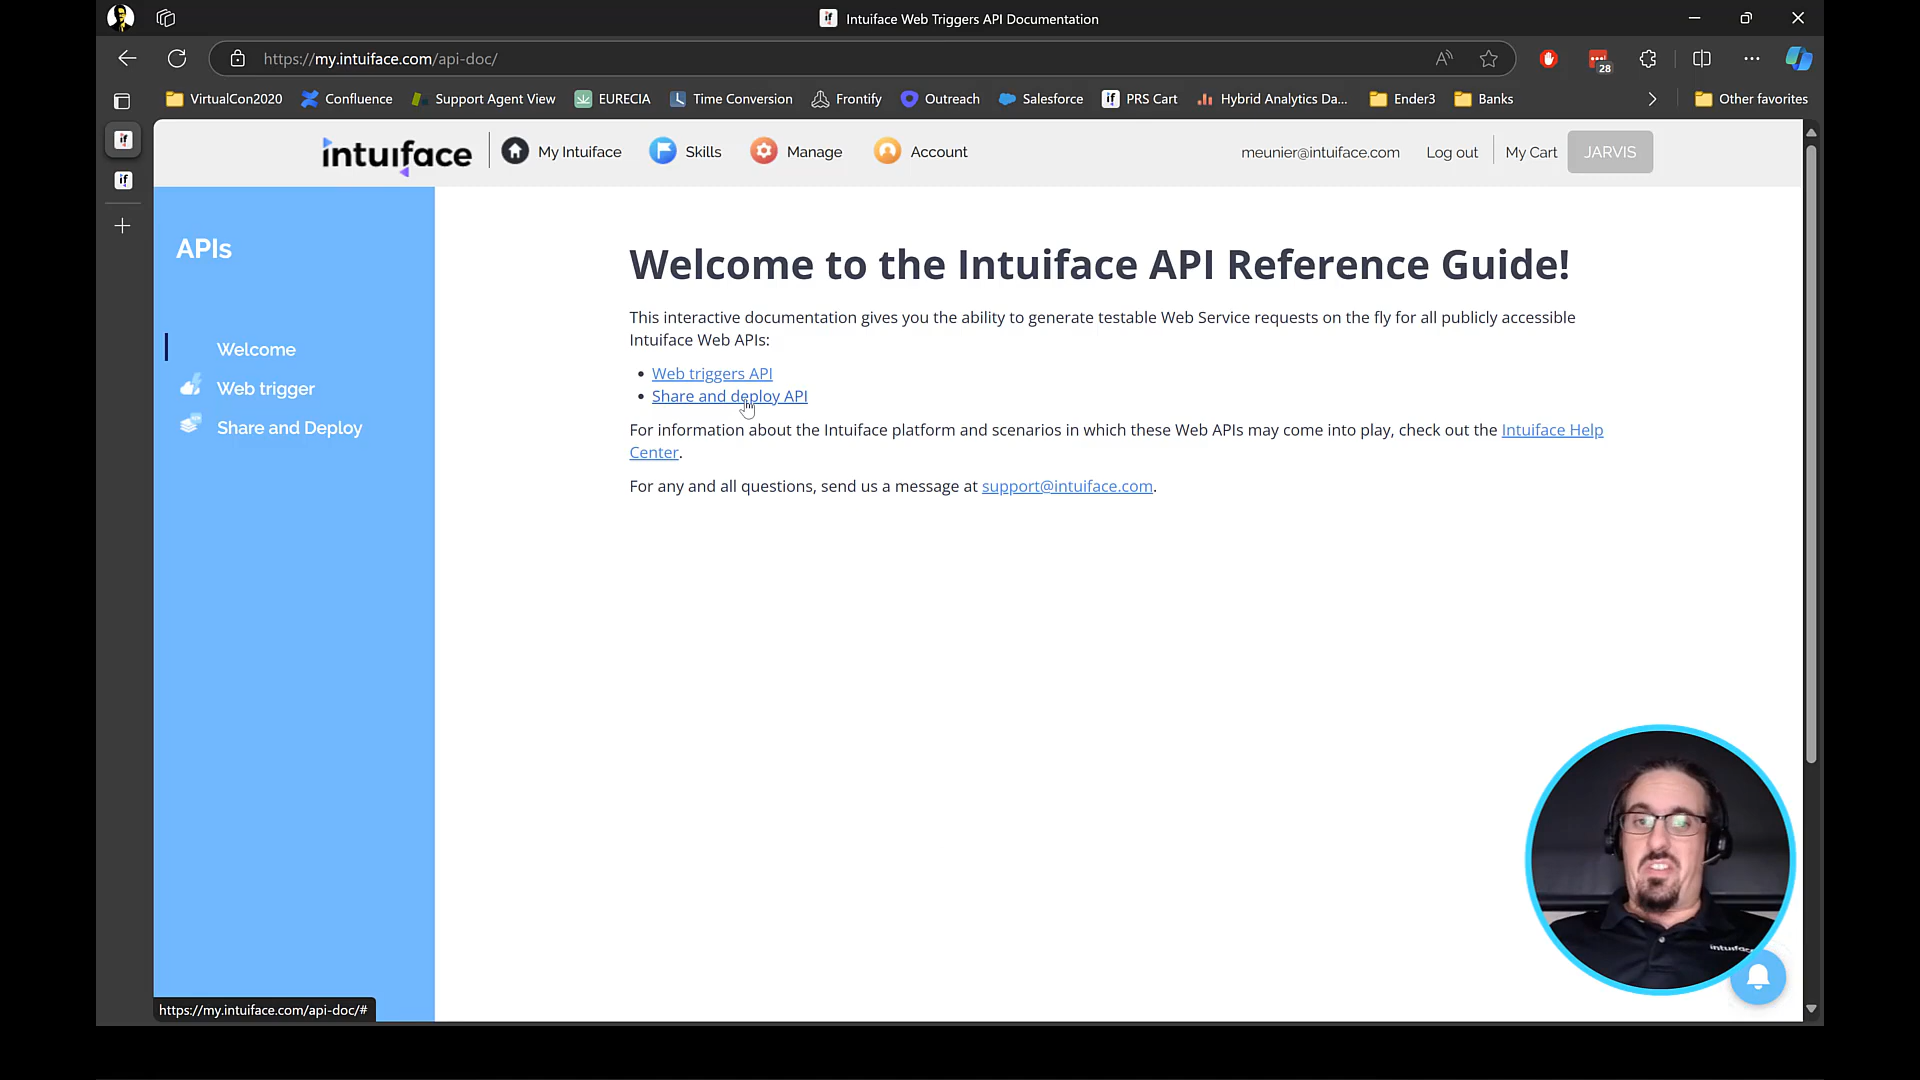 Intuiface Web Triggers API Documentation
https://my.intuiface.com/api-doc/
28
VirtualCon2020 Confluence Support Agent View EURECIA Time Conversion Frontify Outreach Salesforce PRS Cart Hybrid Analytics Da... Ender3 Banks Other favorites
intuiface My Intuiface Skills Manage Account meunier@intuiface.com Log out My Cart JARVIS
APIs
Welcome
Web trigger
Share and Deploy
Welcome to the Intuiface API Reference Guide!
This interactive documentation gives you the ability to generate testable Web Service requests on the fly for all publicly accessible
Intuiface Web APIs:
• Web triggers API
• Share and deploy API
For information about the Intuiface platform and scenarios in which these Web APIs may come into play, check out the Intuiface Help
Center.
For any and all questions, send us a message at support@intuiface.com.
intuiface
https://my.intuiface.com/api-doc/#